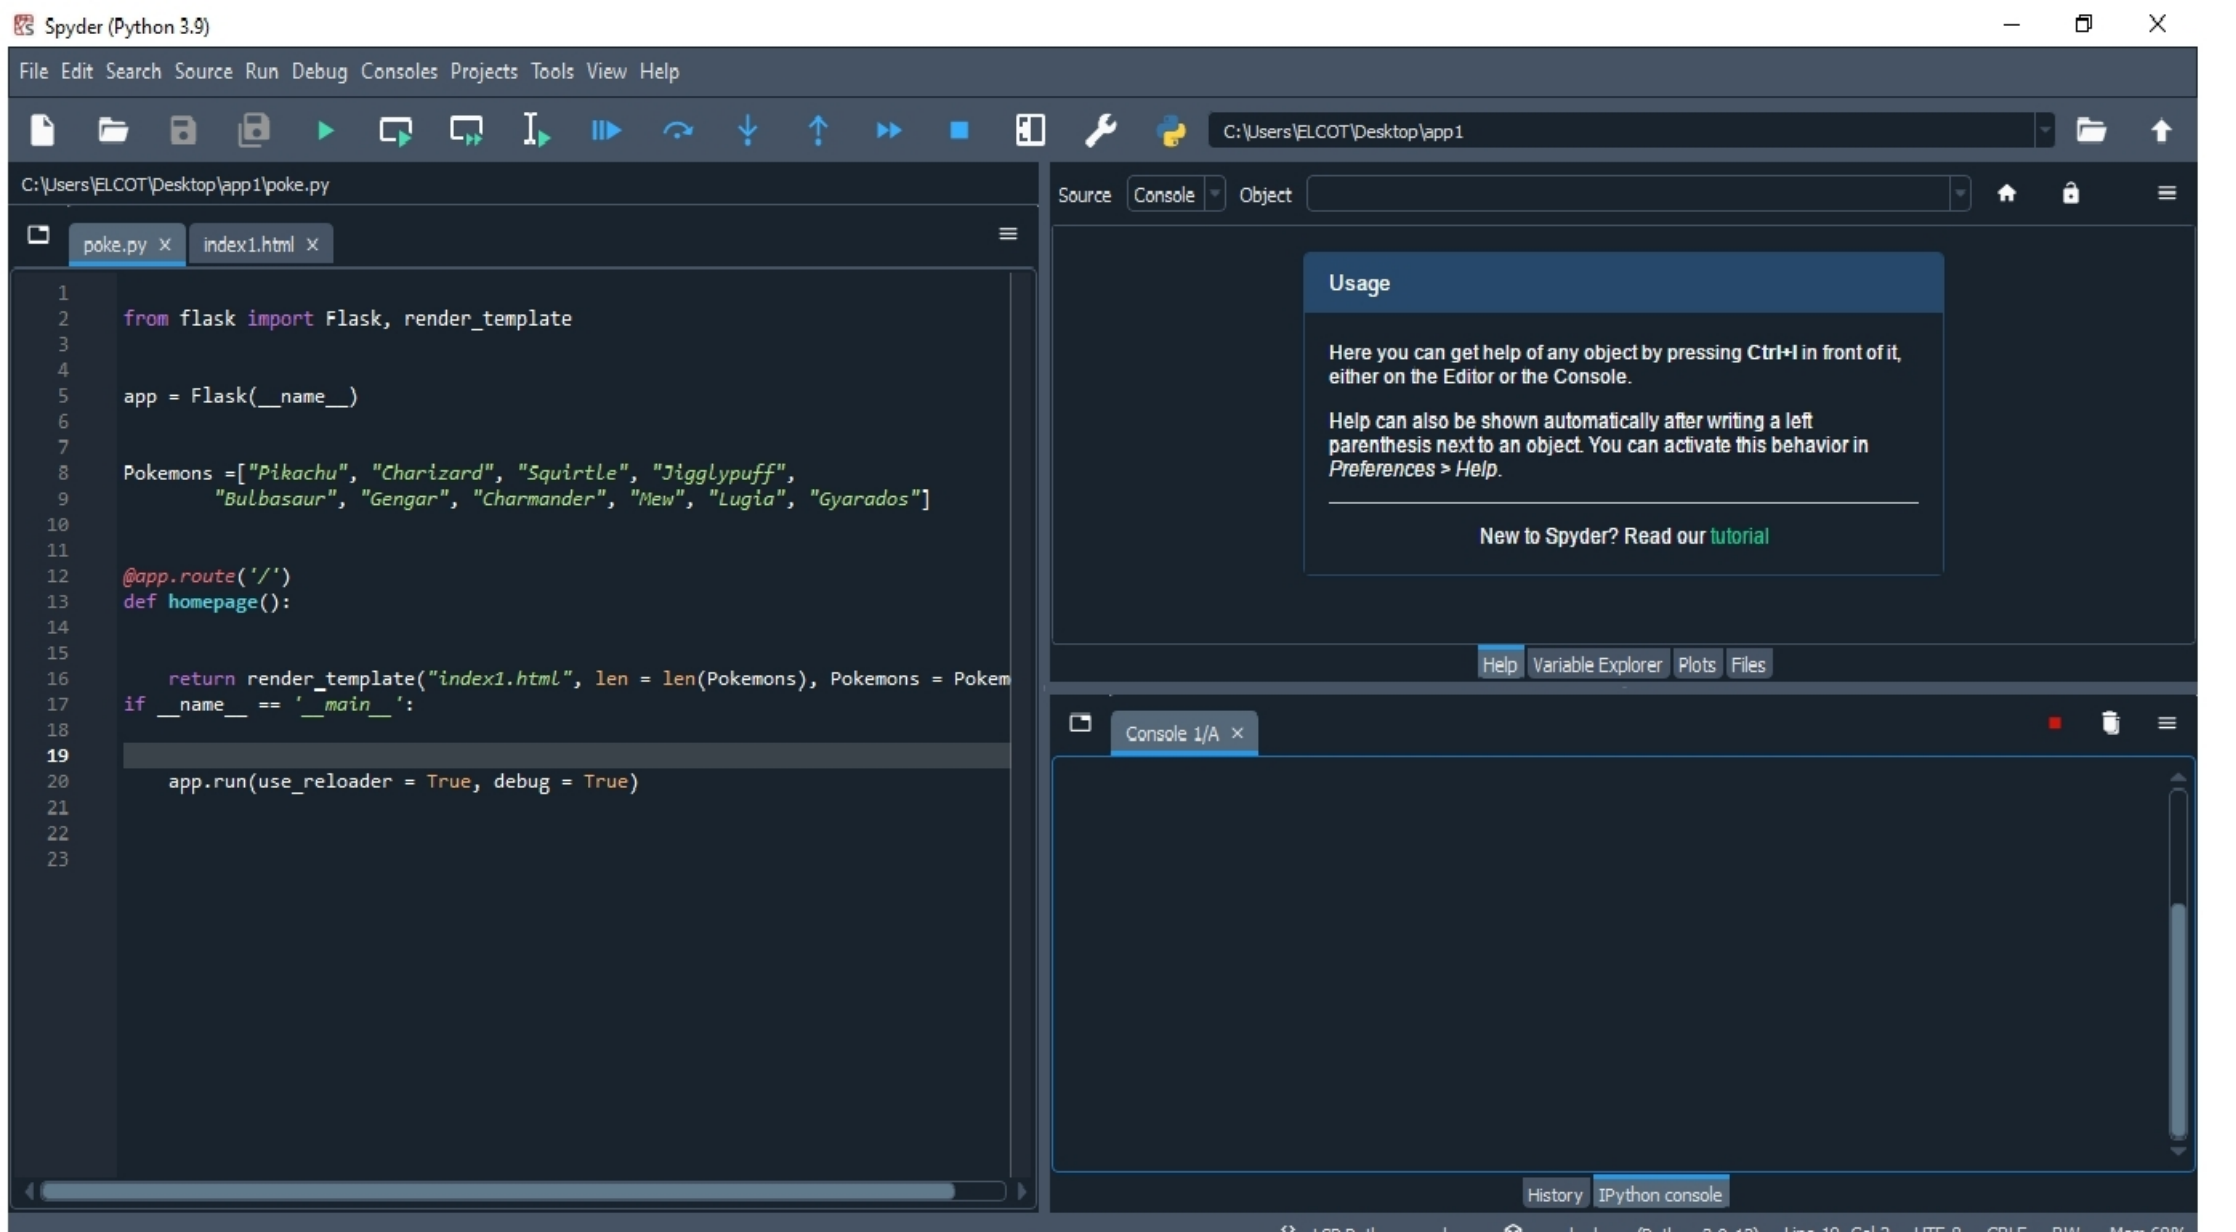 Spyder (Python 3.9)
File Edit Search Source Run Debug Consoles Projects Tools View Help
C:\Users\ELCOT\Desktop\app1
C:\Users\ELCOT\Desktop\app1\poke.py
poke.py
index1.html
1
2 from flask import Flask, render_template
3
4
5 app = Flask(__name__)
6
7
8 Pokemons =["Pikachu", "Charizard", "Squirtle", "Jigglypuff",
9 "Bulbasaur", "Gengar", "Charmander", "Mew", "Lugia", "Gyarados"]
10
11
12 @app.route('/')
13 def homepage():
14
15
16 return render_template("index1.html", len = len(Pokemons), Pokemons = Pokem
17 if __name__ == '__main__':
18
19
20 app.run(use_reloader = True, debug = True)
21
22
23
Source Console Object
Usage
Here you can get help of any object by pressing Ctrl+I in front of it,
either on the Editor or the Console.
Help can also be shown automatically after writing a left
parenthesis next to an object. You can activate this behavior in
Preferences > Help.
New to Spyder? Read our tutorial
Help Variable Explorer Plots Files
Console 1/A
History IPython console